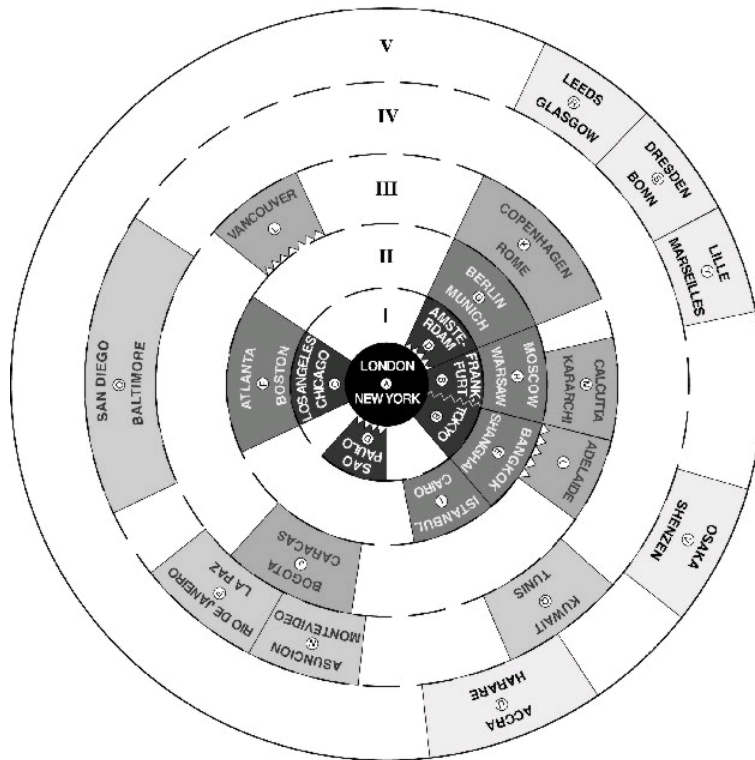 V
IV
III
II
I
LONDON
A
NEW YORK
LEEDS
GLASGOW
DRESDEN
BONN
LILLE
MARSEILLES
VANCOUVER
COPENHAGEN
ROME
BERLIN
MUNICH
AMSTE-
RDAM
FRANK
FURT
TOKYO
SAO
PAULO
LOS ANGELES
CHICAGO
ATLANTA
BOSTON
SAN DIEGO
BALTIMORE
MOSCOW
WARSAW
BANGKOK
SHANGHAI
CALCUTTA
KARARCHI
ADELAIDE
ISTANBUL
CAIRO
OSAKA
SHENZEN
KUWAIT
TUNIS
ACCRA
HARARE
BOGOTA
CARACAS
RIO DE JANEIRO
LA PAZ
ASUNCION
MONTEVIDEO